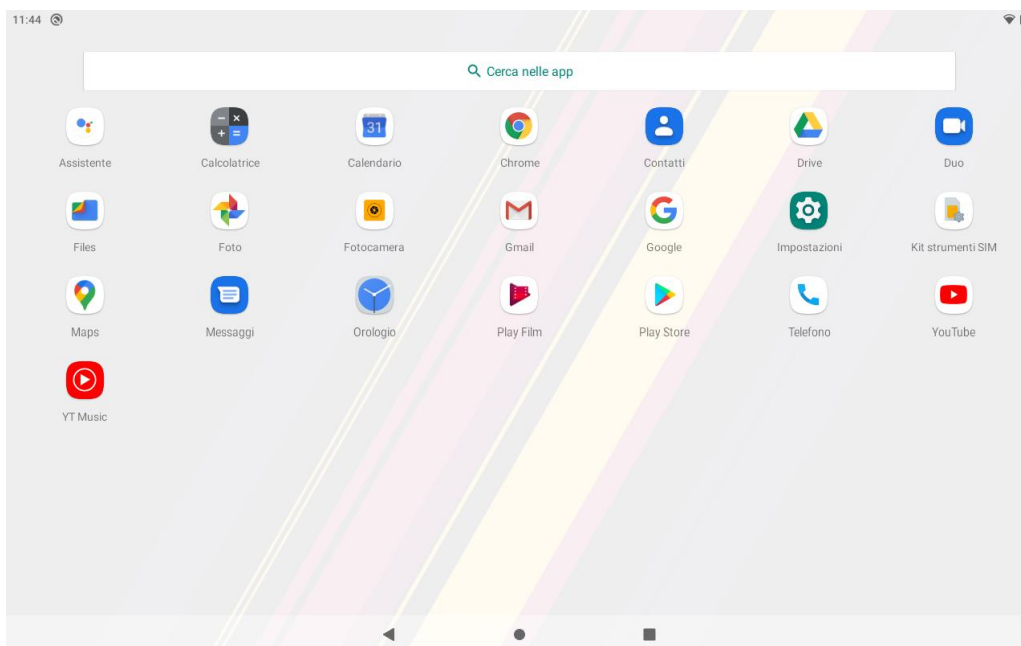 11:44
Cerca nelle app
Assistente Calcolatrice Calendario Chrome Contatti Drive Duo
31
Files Foto Fotocamera Gmail Google Impostazioni Kit strumenti SIM
Maps Messaggi Orologio Play Film Play Store Telefono YouTube
YT Music